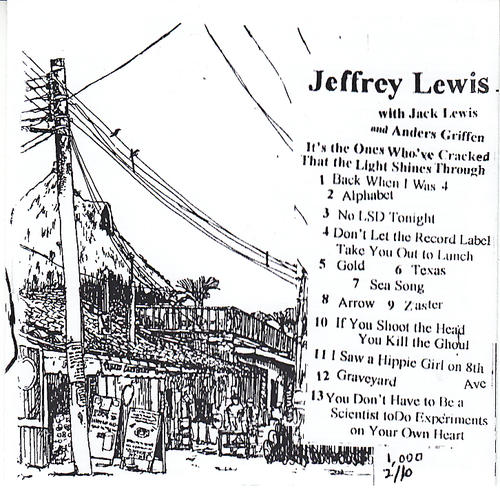 Jeffrey Lewis
with Jack Lewis
and Anders Griffen
It's the Ones Who've Cracked
That the Light Shines Through
1 Back When I Was 4
2 Alphabet
3 No LSD Tonight
4 Don't Let the Record Label
Take You Out to Lunch
5 Gold 6 Texas
7 Sea Song
8 Arrow 9 Zaster
10 If You Shoot the Head
You Kill the Ghoul
11 I Saw a Hippie Girl on 8th
Ave
12 Graveyard
13 You Don't Have to Be a
Scientist toDo Experiments
on Your Own Heart
1,000
2/10